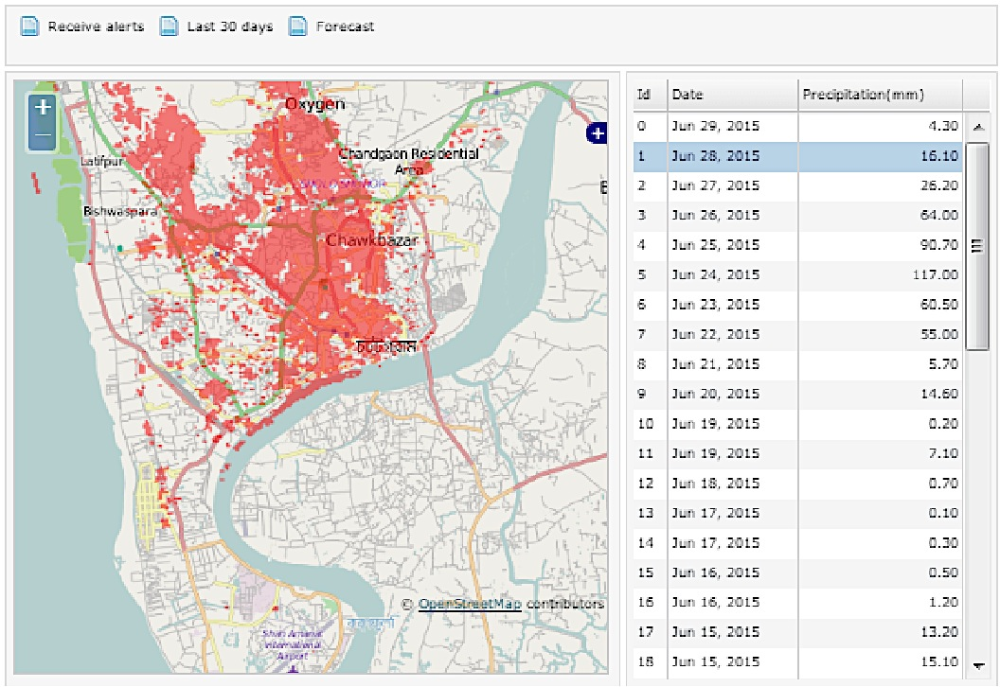 Receive alerts Last 30 days Forecast
+
−
+
Oxygen
Chandgaon Residential
Area
Latifpur
Bishwaspara
Chawkbazar
চট্টগ্রাম
© OpenStreetMap contributors
Shah Amanat
International
Airport
Id Date Precipitation(mm)
0 Jun 29, 2015 4.30
1 Jun 28, 2015 16.10
2 Jun 27, 2015 26.20
3 Jun 26, 2015 64.00
4 Jun 25, 2015 90.70
5 Jun 24, 2015 117.00
6 Jun 23, 2015 60.50
7 Jun 22, 2015 55.00
8 Jun 21, 2015 5.70
9 Jun 20, 2015 14.60
10 Jun 19, 2015 0.20
11 Jun 19, 2015 7.10
12 Jun 18, 2015 0.70
13 Jun 17, 2015 0.10
14 Jun 17, 2015 0.30
15 Jun 16, 2015 0.50
16 Jun 16, 2015 1.20
17 Jun 15, 2015 13.20
18 Jun 15, 2015 15.10